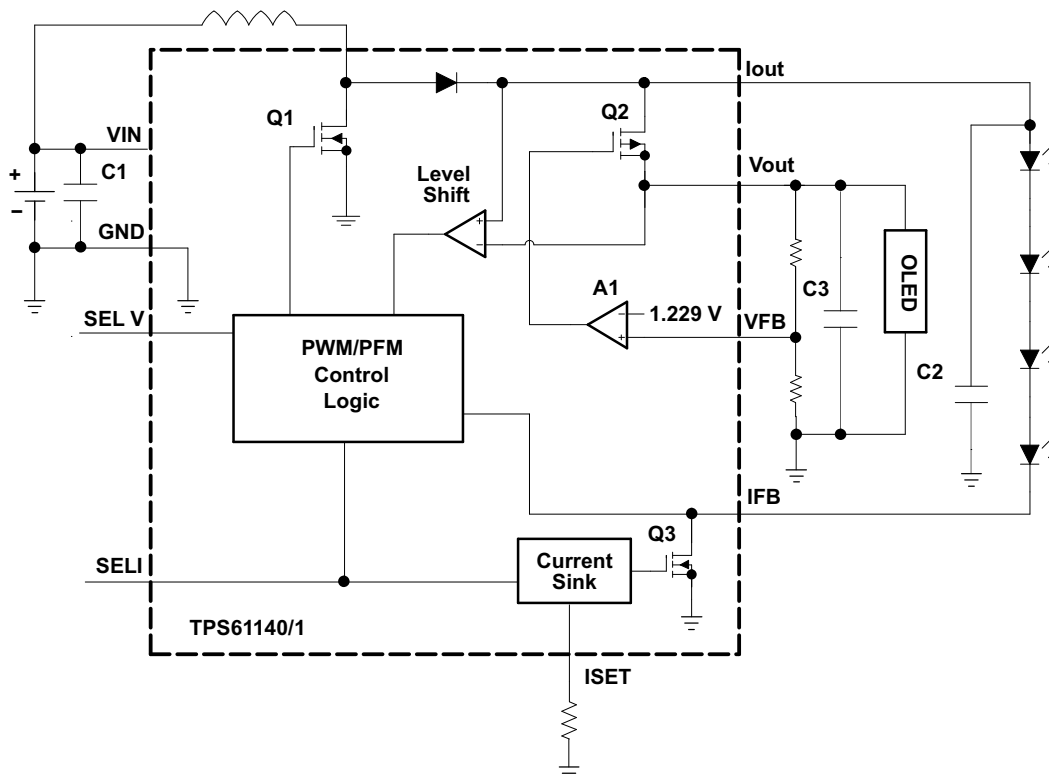 Iout
Q1
Q2
VIN
C1
+
−
Level
Shift
+
−
Vout
GND
OLED
A1
C3
− 1.229 V
+
VFB
SEL V
PWM/PFM
Control
Logic
C2
IFB
Q3
SELI
Current
Sink
TPS61140/1
ISET